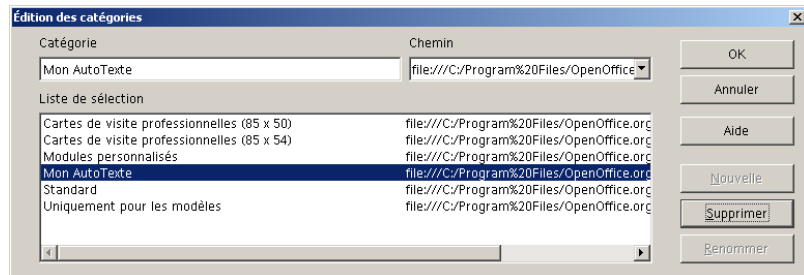 Édition des catégories
Catégorie
Chemin
Mon AutoTexte
file:///C:/Program%20Files/OpenOffice
Liste de sélection
Cartes de visite professionnelles (85 x 50) file:///C:/Program%20Files/OpenOffice.org
Cartes de visite professionnelles (85 x 54) file:///C:/Program%20Files/OpenOffice.org
Modules personnalisés file:///C:/Program%20Files/OpenOffice.org
Mon AutoTexte file:///C:/Program%20Files/OpenOffice.org
Standard file:///C:/Program%20Files/OpenOffice.org
Uniquement pour les modèles file:///C:/Program%20Files/OpenOffice.org
OK
Annuler
Aide
Nouvelle
Supprimer
Renommer